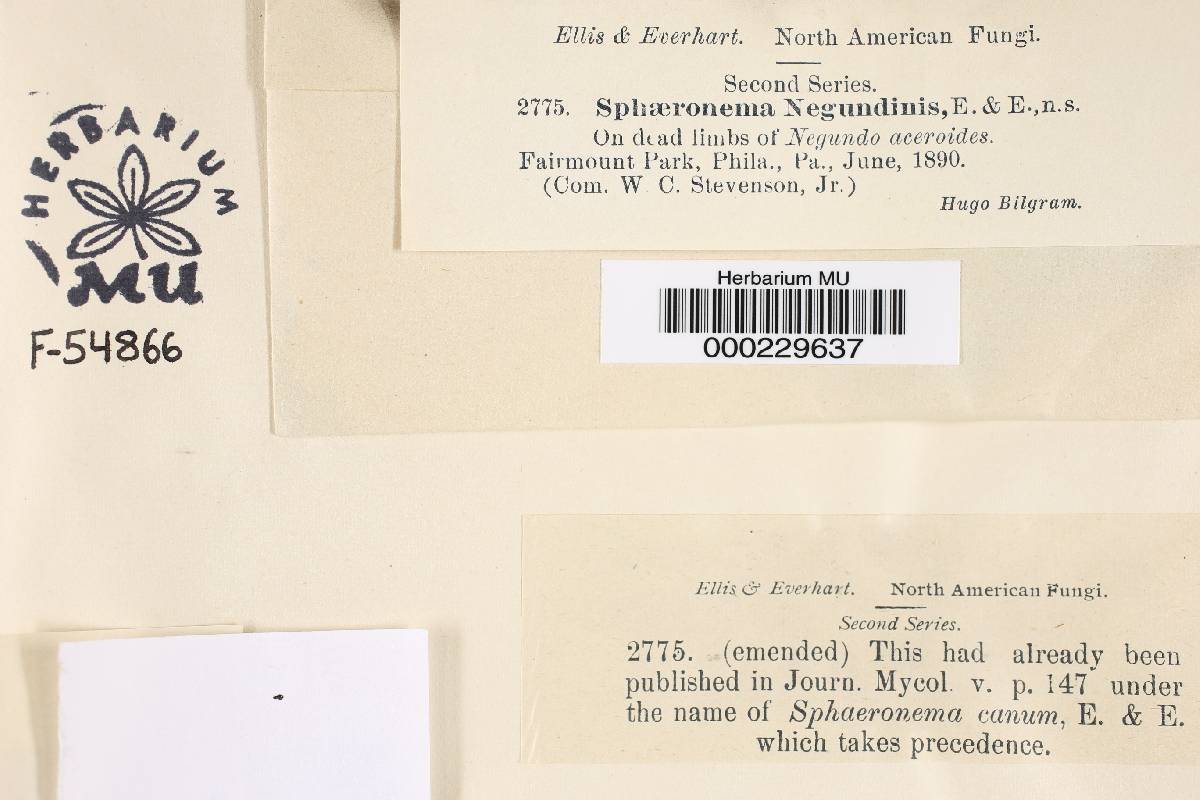 Ellis & Everhart. North American Fungi.
Second Series.
2775. Sphæronema Negundinis, E. & E., n.s.
On dead limbs of Negundo aceroides.
Fairmount Park, Phila., Pa., June, 1890.
(Com. W. C. Stevenson, Jr.)
Hugo Bilgram.
HERBARIUM
MU
F-54866
Herbarium MU
000229637
Ellis & Everhart. North American Fungi.
Second Series.
2775. (emended) This had already been
published in Journ. Mycol. v. p. 147 under
the name of Sphaeronema canum, E. & E.
which takes precedence.